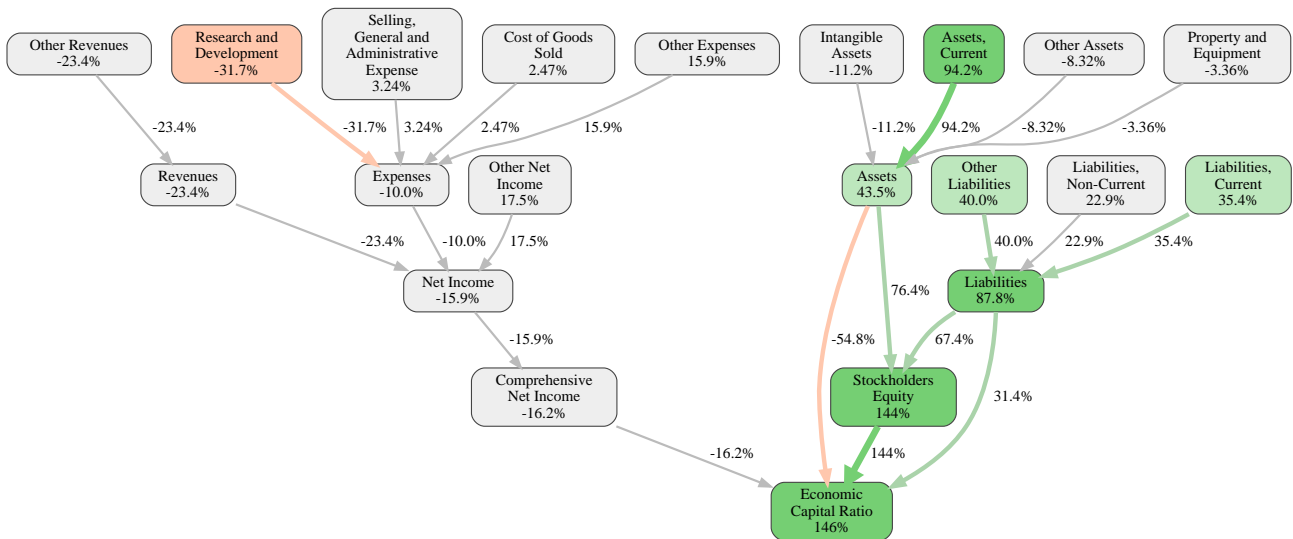 Other Revenues
-23.4%
Research and
Development
-31.7%
Selling,
General and
Administrative
Expense
3.24%
Cost of Goods
Sold
2.47%
Other Expenses
15.9%
Intangible
Assets
-11.2%
Assets,
Current
94.2%
Other Assets
-8.32%
Property and
Equipment
-3.36%
-23.4%
-31.7%
3.24%
2.47%
15.9%
-11.2%
94.2%
-8.32%
-3.36%
Revenues
-23.4%
Expenses
-10.0%
Other Net
Income
17.5%
Assets
43.5%
Other
Liabilities
40.0%
Liabilities,
Non-Current
22.9%
Liabilities,
Current
35.4%
-23.4%
-10.0%
17.5%
40.0%
22.9%
35.4%
Net Income
-15.9%
76.4%
Liabilities
87.8%
-15.9%
-54.8%
67.4%
Comprehensive
Net Income
-16.2%
Stockholders
Equity
144%
31.4%
-16.2%
144%
Economic
Capital Ratio
146%